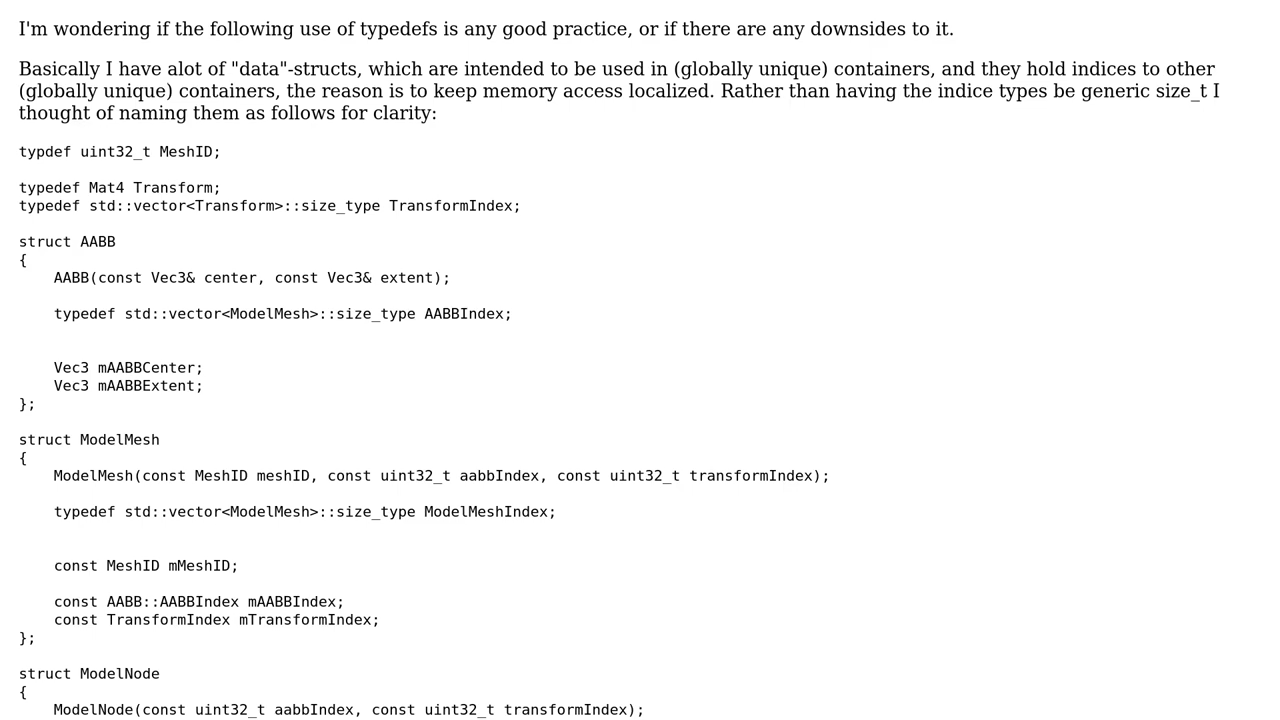 I'm wondering if the following use of typedefs is any good practice, or if there are any downsides to it.
Basically I have alot of "data"-structs, which are intended to be used in (globally unique) containers, and they hold indices to other
(globally unique) containers, the reason is to keep memory access localized. Rather than having the indice types be generic size_t I
thought of naming them as follows for clarity:
typdef uint32_t MeshID;
typedef Mat4 Transform;
typedef std::vector<Transform>::size_type TransformIndex;
struct AABB
{
    AABB(const Vec3& center, const Vec3& extent);
    typedef std::vector<ModelMesh>::size_type AABBIndex;
    Vec3 mAABBCenter;
    Vec3 mAABBExtent;
};
struct ModelMesh
{
    ModelMesh(const MeshID meshID, const uint32_t aabbIndex, const uint32_t transformIndex);
    typedef std::vector<ModelMesh>::size_type ModelMeshIndex;
    const MeshID mMeshID;
    const AABB::AABBIndex mAABBIndex;
    const TransformIndex mTransformIndex;
};
struct ModelNode
{
    ModelNode(const uint32_t aabbIndex, const uint32_t transformIndex);